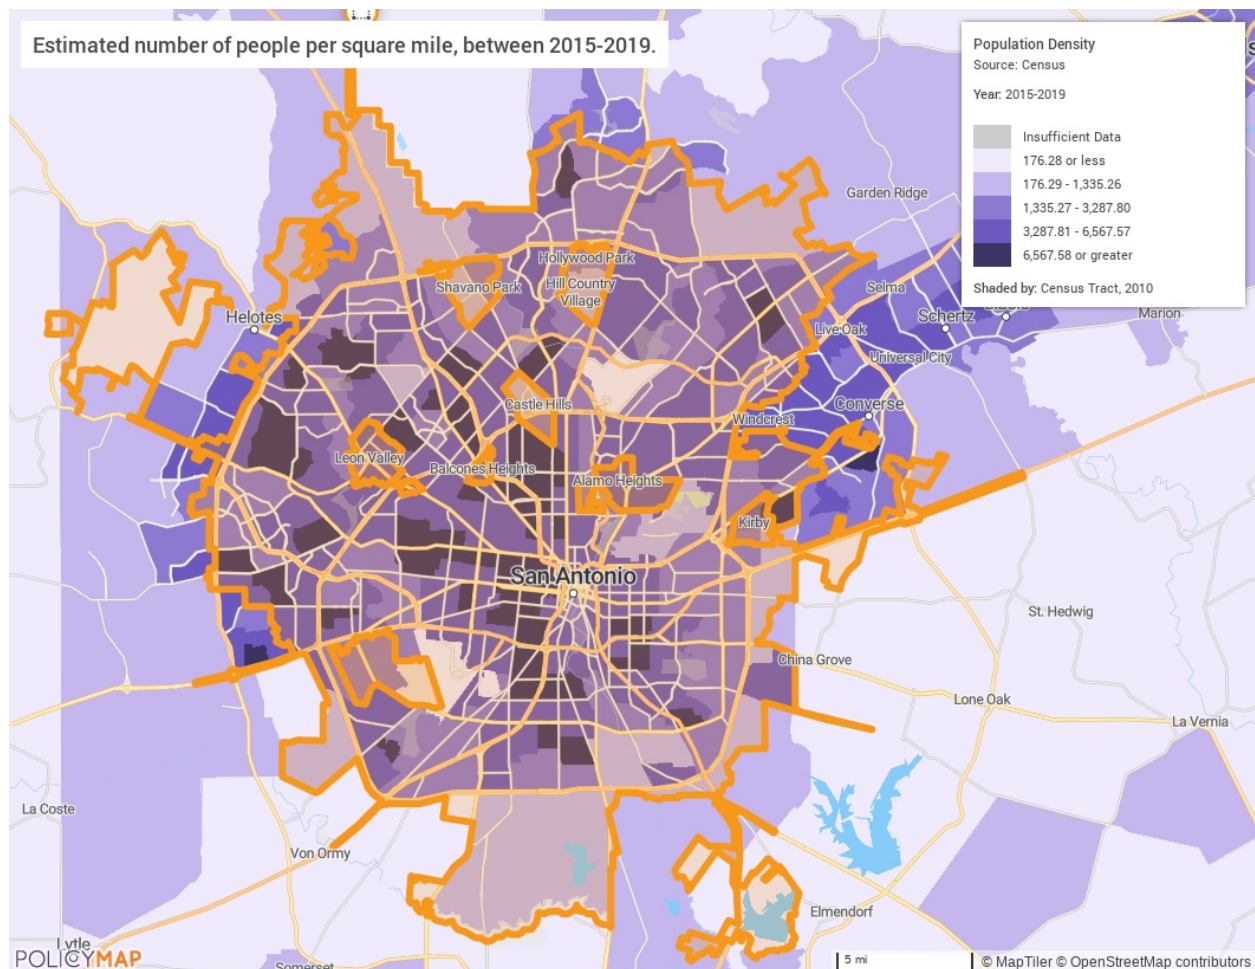 Estimated number of people per square mile, between 2015-2019.
Population Density
Source: Census
Year: 2015-2019
Insufficient Data
176.28 or less
176.29 - 1,335.26
1,335.27 - 3,287.80
3,287.81 - 6,567.57
6,567.58 or greater
Shaded by: Census Tract, 2010
Garden Ridge
Hollywood Park
Shavano Park
Hill Country
Village
Selma
Helotes
Schertz
Marion
Live Oak
Universal City
Castle Hills
Converse
Windcrest
Leon Valley
Balcones Heights
Alamo Heights
Kirby
San Antonio
St. Hedwig
China Grove
Lone Oak
La Vernia
La Coste
Von Ormy
Elmendorf
Lytle
Somerset
POLICYMAP
5 mi
© MapTiler © OpenStreetMap contributors